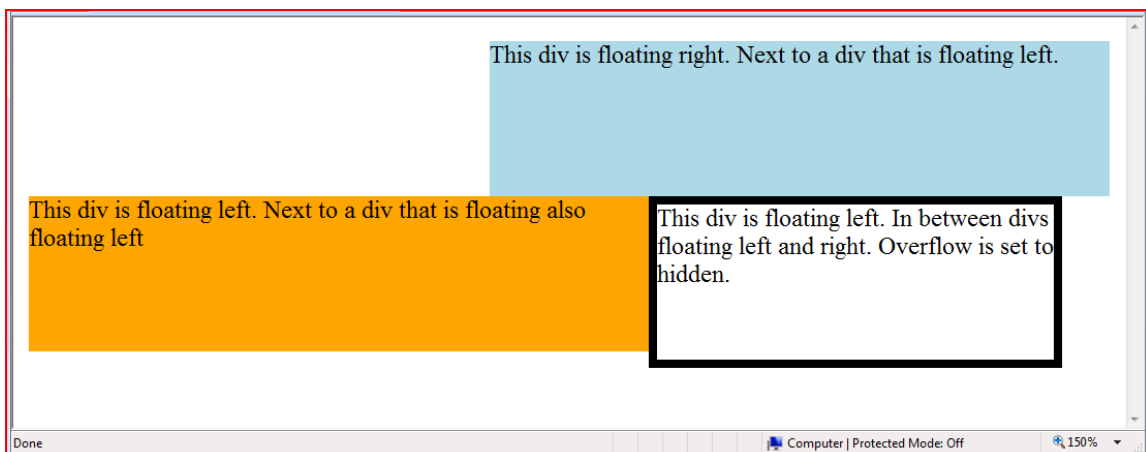 This div is floating right. Next to a div that is floating left.
This div is floating left. Next to a div that is floating also
floating left
This div is floating left. In between divs
floating left and right. Overflow is set to
hidden.
Done
Computer | Protected Mode: Off
150%